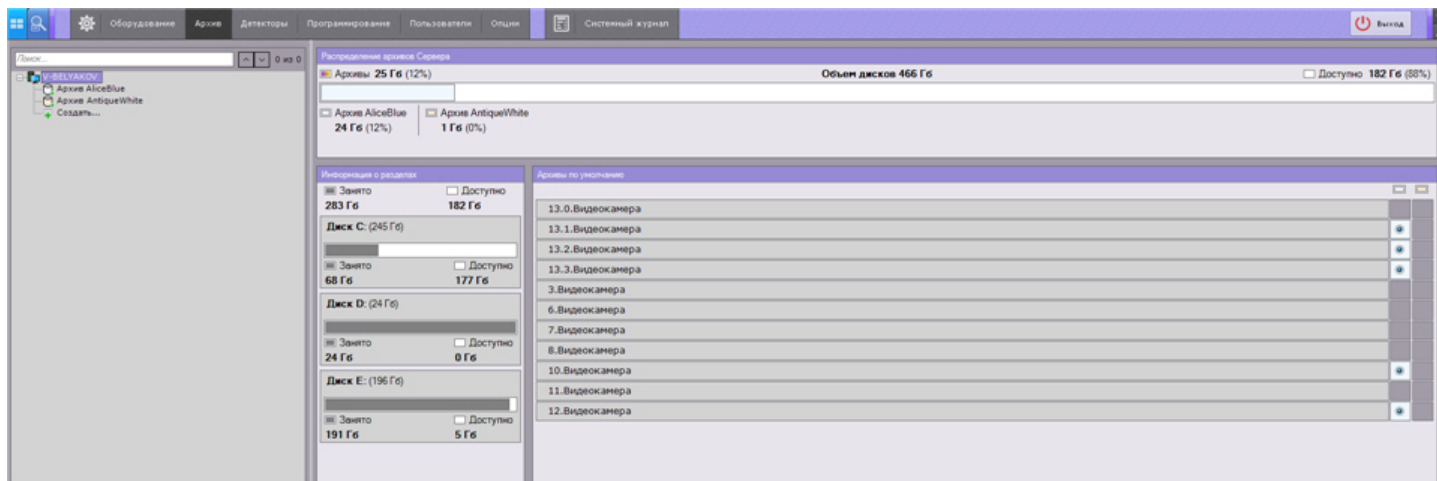 Оборудование Архив Детекторы Программирование Пользователи Опции Системный журнал Выход
Поиск... 0 из 0
V-BELYAKOV
Архив AliceBlue
Архив AntiqueWhite
Создать...
Распределение архивов Сервера
Архивы 25 Гб (12%) Объем дисков 466 Гб Доступно 182 Гб (88%)
Архив AliceBlue Архив AntiqueWhite
24 Гб (12%) 1 Гб (0%)
Информация о разделах
Занято Доступно
283 Гб 182 Гб
Диск C: (245 Гб)
Занято Доступно
68 Гб 177 Гб
Диск D: (24 Гб)
Занято Доступно
24 Гб 0 Гб
Диск E: (196 Гб)
Занято Доступно
191 Гб 5 Гб
Архивы по умолчанию
13.0.Видеокамера
13.1.Видеокамера
13.2.Видеокамера
13.3.Видеокамера
3.Видеокамера
6.Видеокамера
7.Видеокамера
8.Видеокамера
10.Видеокамера
11.Видеокамера
12.Видеокамера